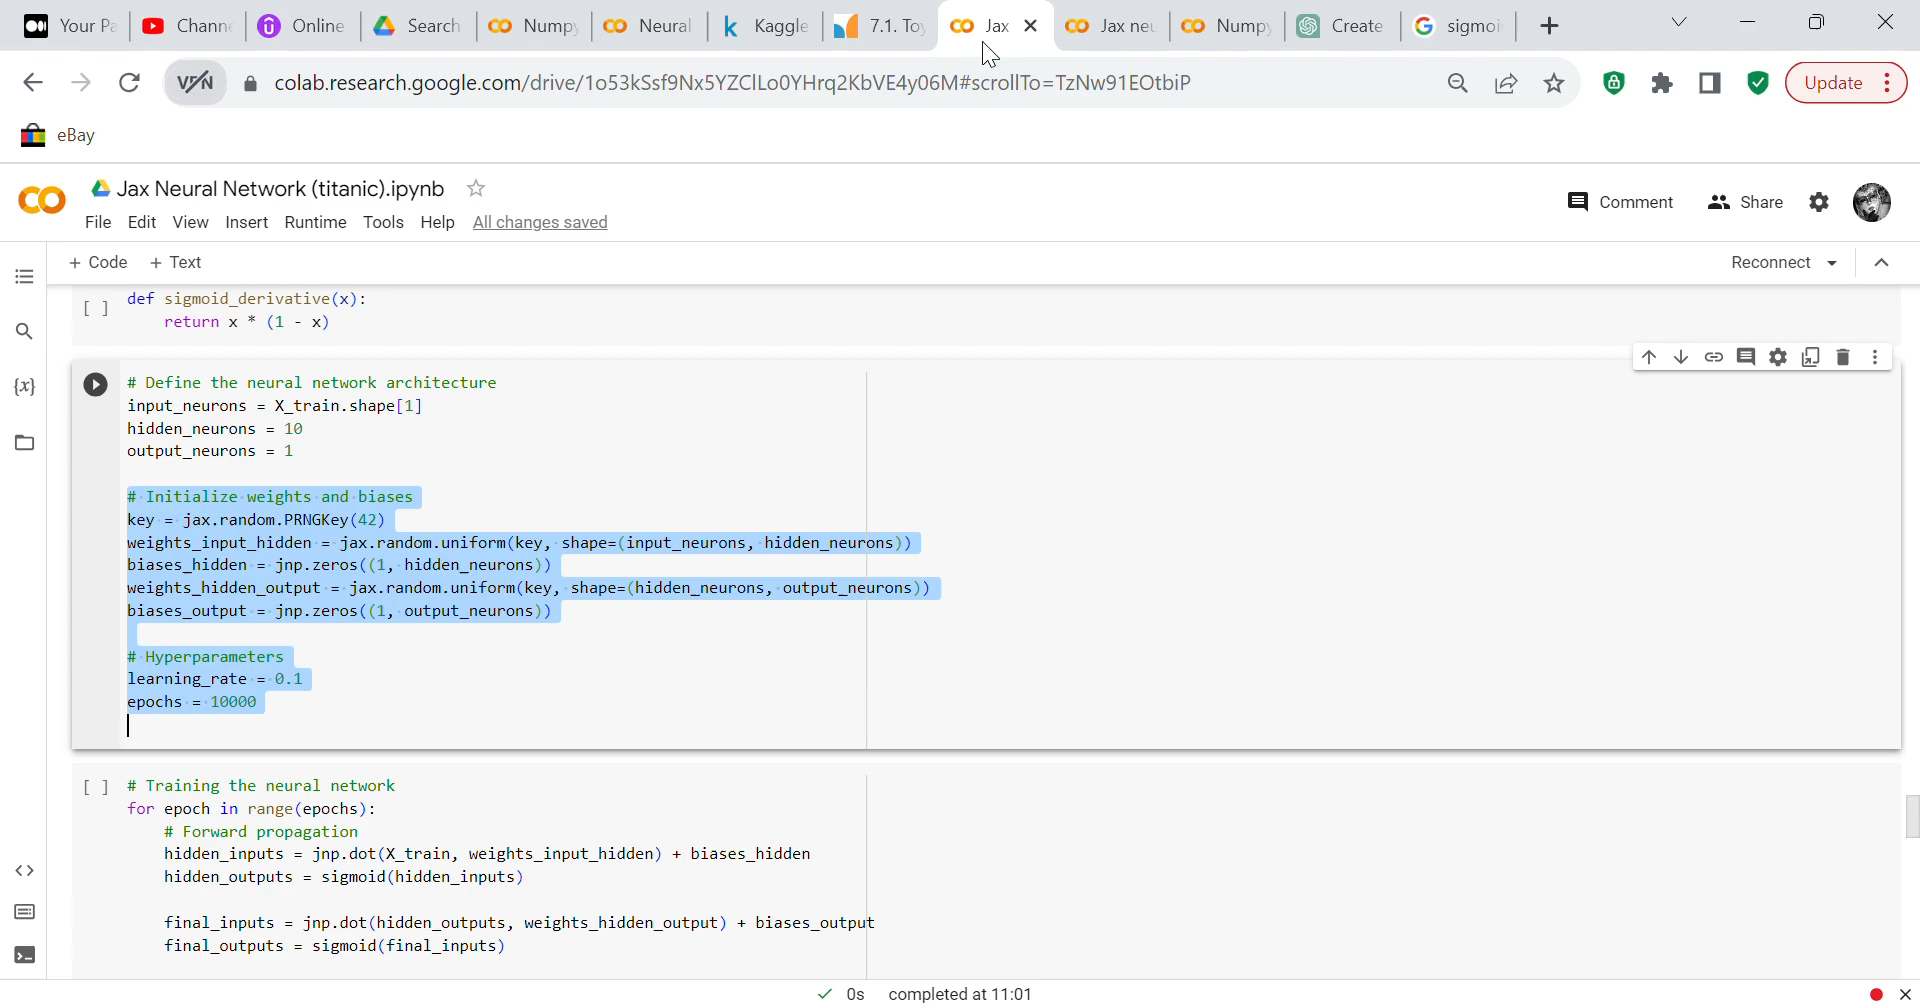 Your Pa
Chann
Online
Search
Numpy
Neural
Kaggle
7.1. Toy
Jax
Jax neu
Numpy
Create
sigmoi
VPN
colab.research.google.com/drive/1o53kSsf9Nx5YZClLo0YHrq2KbVE4y06M#scrollTo=TzNw91EOtbiP
Update
eBay
Jax Neural Network (titanic).ipynb
Comment
Share
File Edit View Insert Runtime Tools Help All changes saved
+ Code + Text
Reconnect
[ ] def sigmoid_derivative(x):
return x * (1 - x)
# Define the neural network architecture
input_neurons = X_train.shape[1]
hidden_neurons = 10
output_neurons = 1
# Initialize weights and biases
key = jax.random.PRNGKey(42)
weights_input_hidden = jax.random.uniform(key, shape=(input_neurons, hidden_neurons))
biases_hidden = jnp.zeros((1, hidden_neurons))
weights_hidden_output = jax.random.uniform(key, shape=(hidden_neurons, output_neurons))
biases_output = jnp.zeros((1, output_neurons))
# Hyperparameters
learning_rate = 0.1
epochs = 10000
[ ] # Training the neural network
for epoch in range(epochs):
# Forward propagation
hidden_inputs = jnp.dot(X_train, weights_input_hidden) + biases_hidden
hidden_outputs = sigmoid(hidden_inputs)
final_inputs = jnp.dot(hidden_outputs, weights_hidden_output) + biases_output
final_outputs = sigmoid(final_inputs)
0s completed at 11:01